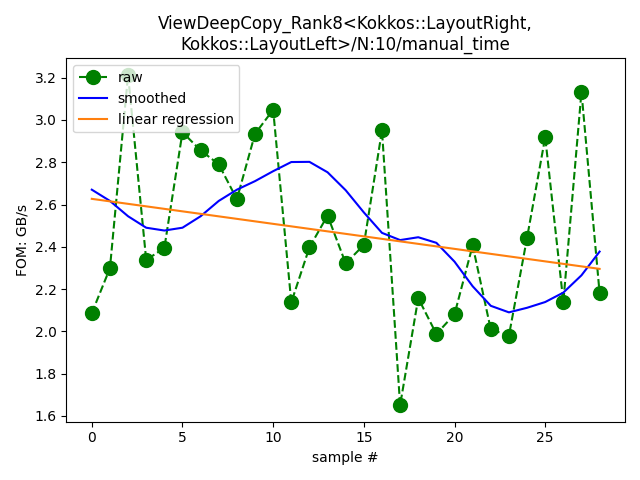 ViewDeepCopy_Rank8<Kokkos::LayoutRight,
Kokkos::LayoutLeft>/N:10/manual_time
raw
smoothed
linear regression
FOM: GB/s
3.2
3.0
2.8
2.6
2.4
2.2
2.0
1.8
1.6
0
5
10
15
20
25
sample #